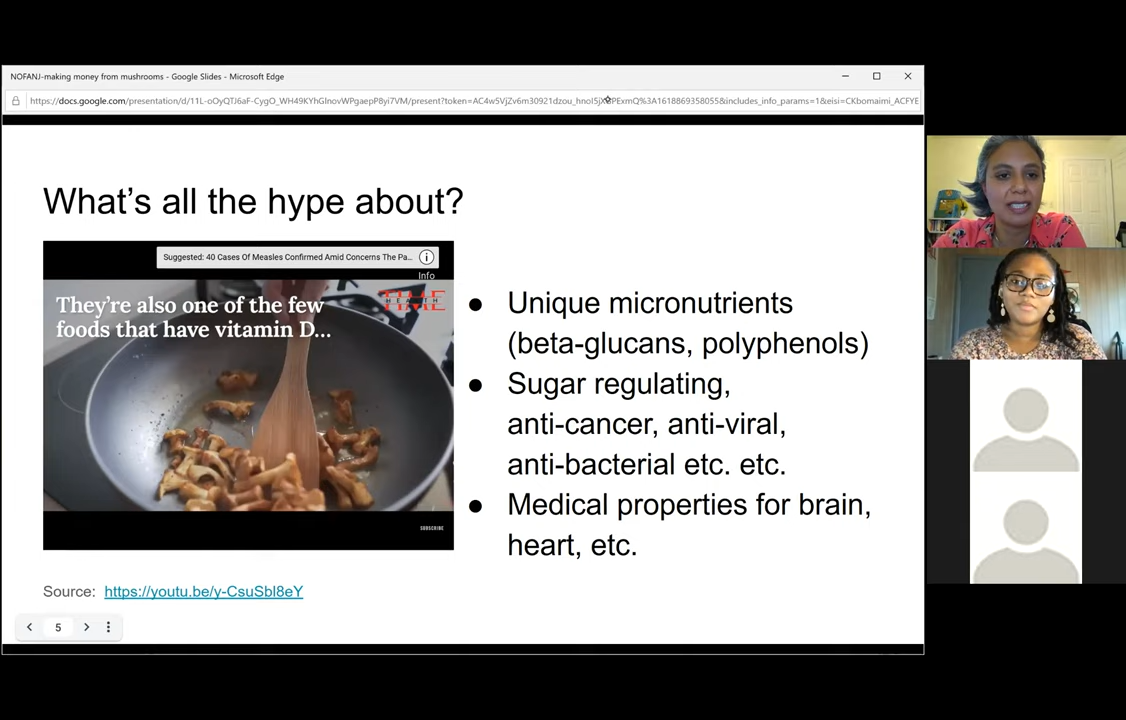 NOFANJ-making money from mushrooms - Google Slides - Microsoft Edge
What's all the hype about?
Suggested: 40 Cases Of Measles Confirmed Amid Concerns The Pa...
Info
They're also one of the few
foods that have vitamin D...
TIME
HEALTH
SUBSCRIBE
● Unique micronutrients
(beta-glucans, polyphenols)
● Sugar regulating,
anti-cancer, anti-viral,
anti-bacterial etc. etc.
● Medical properties for brain,
heart, etc.
Source: https://youtu.be/y-CsuSbl8eY
5